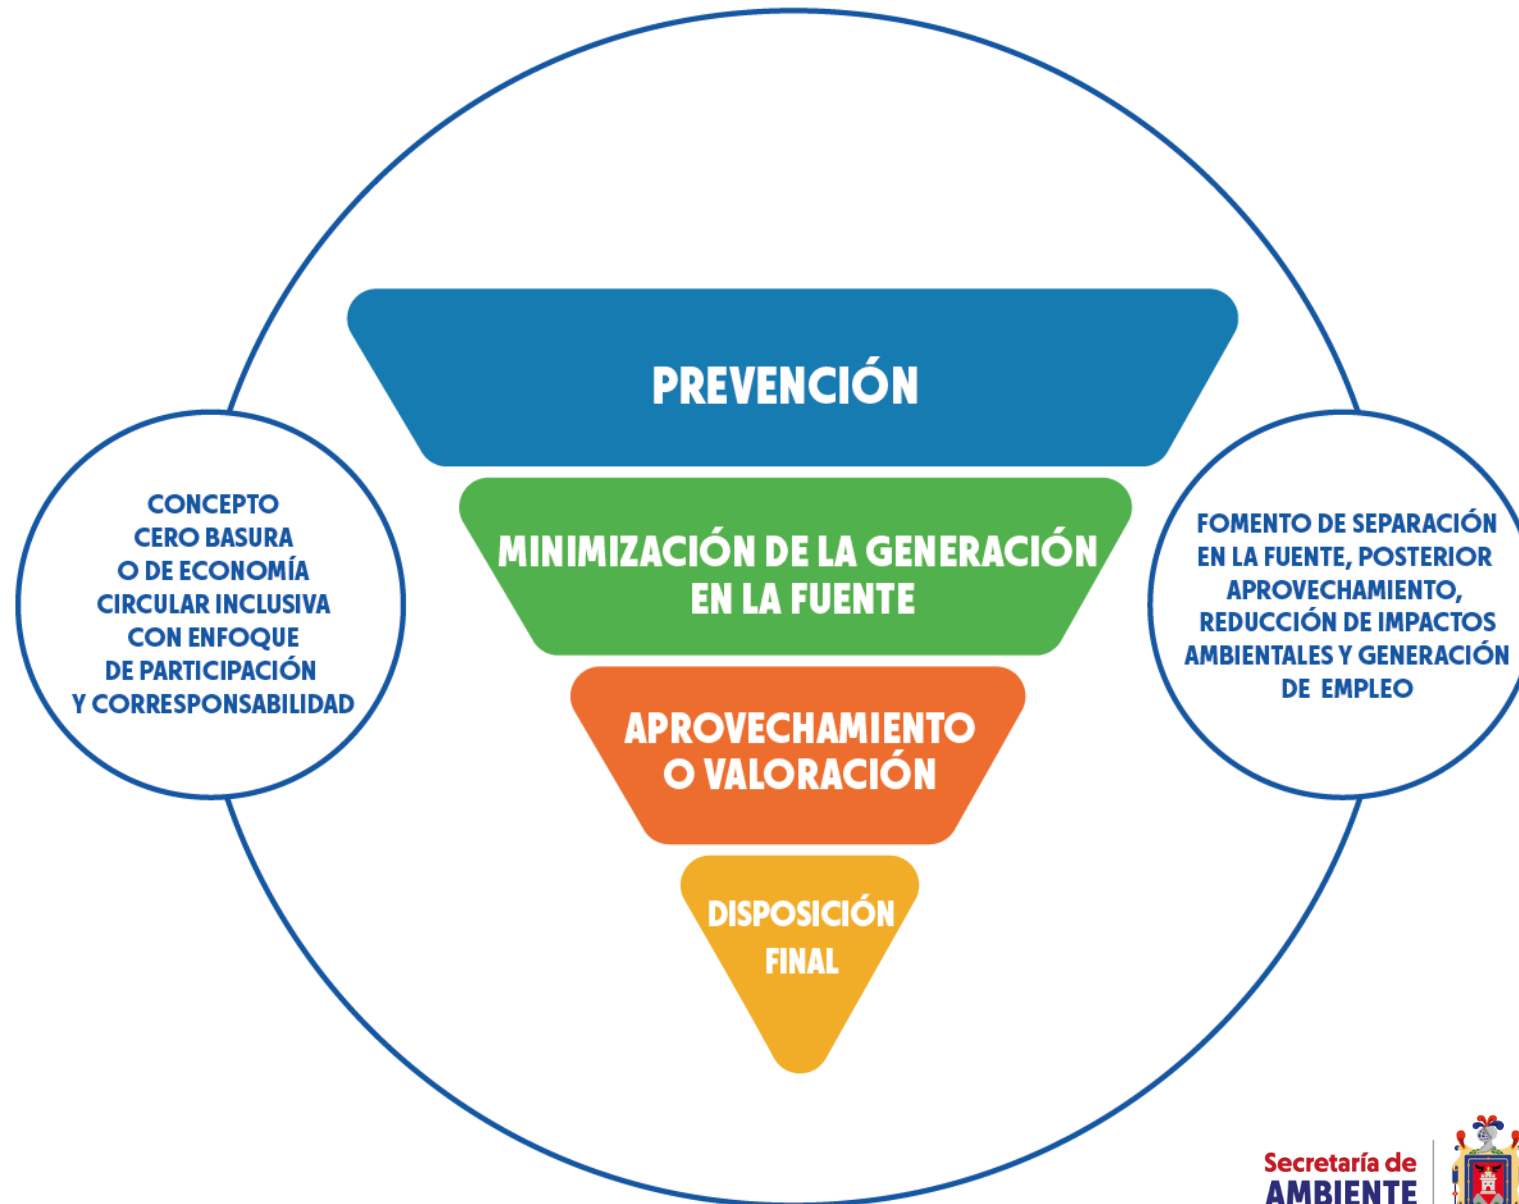 PREVENCIÓN
CONCEPTO
CERO BASURA
O DE ECONOMÍA
CIRCULAR INCLUSIVA
CON ENFOQUE
DE PARTICIPACIÓN
Y CORRESPONSABILIDAD
MINIMIZACIÓN DE LA GENERACIÓN
EN LA FUENTE
APROVECHAMIENTO
O VALORACIÓN
DISPOSICIÓN
FINAL
FOMENTO DE SEPARACIÓN
EN LA FUENTE, POSTERIOR
APROVECHAMIENTO,
REDUCCIÓN DE IMPACTOS
AMBIENTALES Y GENERACIÓN
DE EMPLEO
Secretaría de
AMBIENTE